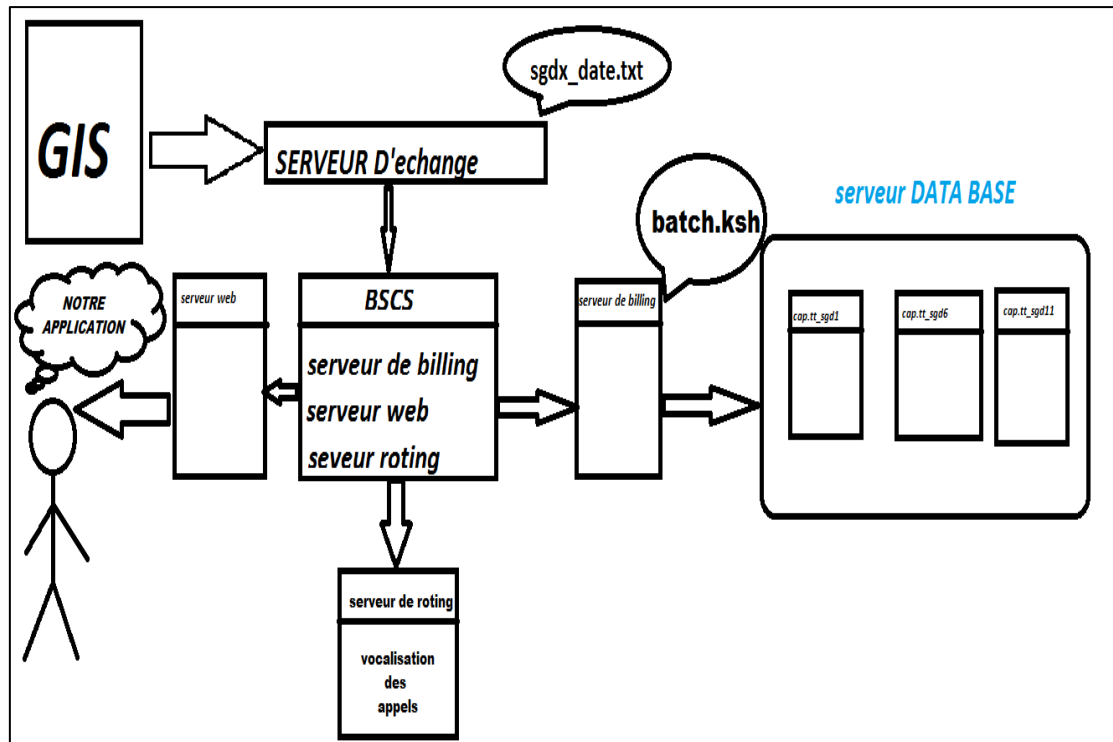 sgdx_date.txt
GIS
SERVEUR D'echange
serveur DATA BASE
batch.ksh
NOTRE
APPLICATION
serveur web
BSCS
serveur de billing
serveur web
seveur roting
serveur de billing
cap.tt_sgd1
cap.tt_sgd6
cap.tt_sgd11
serveur de roting
vocalisation
des
appels